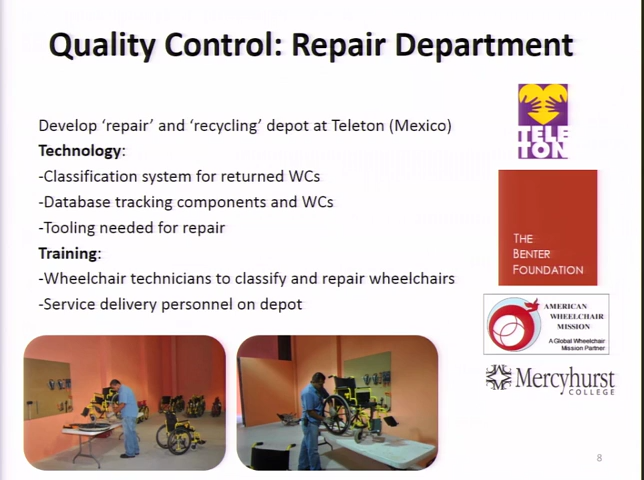 Quality Control: Repair Department
Develop ‘repair’ and ‘recycling’ depot at Teleton (Mexico)
Technology:
-Classification system for returned WCs
-Database tracking components and WCs
-Tooling needed for repair
Training:
-Wheelchair technicians to classify and repair wheelchairs
-Service delivery personnel on depot
TELE
TON
THE
BENTER
FOUNDATION
AMERICAN
WHEELCHAIR
MISSION
A Global Wheelchair
Mission Partner
Mercyhurst
COLLEGE
8